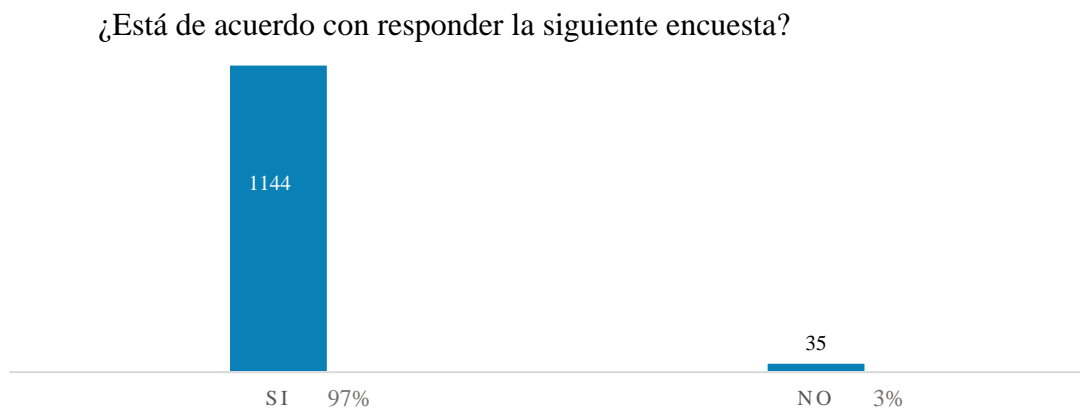 ¿Está de acuerdo con responder la siguiente encuesta?
1144
35
SI 97%
NO 3%